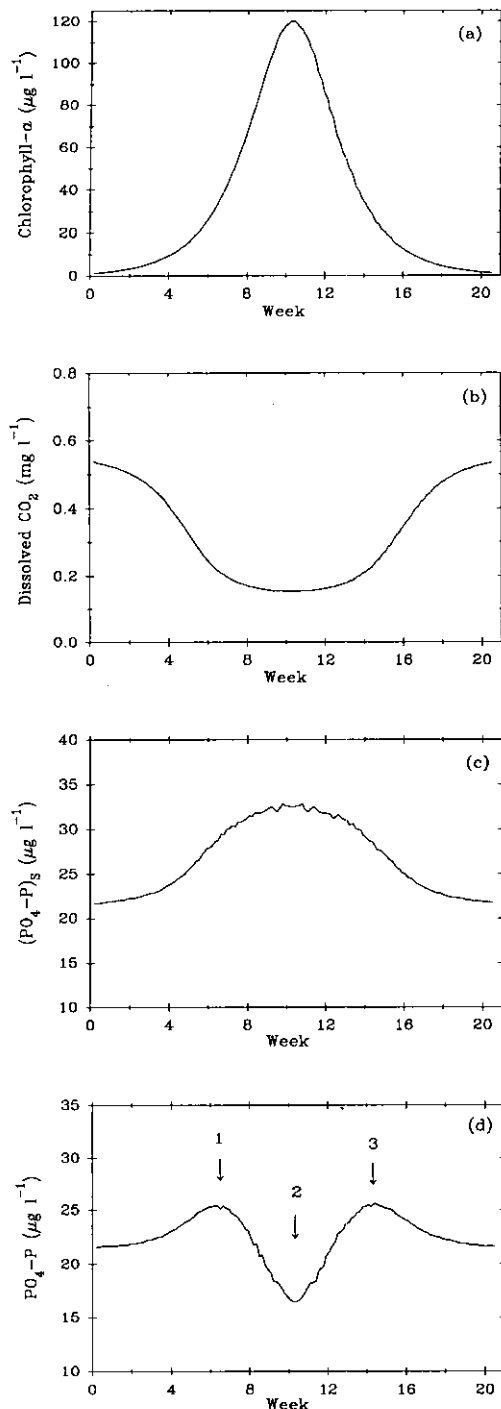 (a)
Chlorophyll-a (μg l⁻¹)
120
100
80
60
40
20
0
0 4 8 12 16 20
Week
(b)
Dissolved CO₂ (mg l⁻¹)
0.8
0.6
0.4
0.2
0.0
0 4 8 12 16 20
Week
(c)
(PO₄-P)ₛ (μg l⁻¹)
40
35
30
25
20
15
10
0 4 8 12 16 20
Week
(d)
PO₄-P (μg l⁻¹)
35
30
25
20
15
10
1
2
3
0 4 8 12 16 20
Week